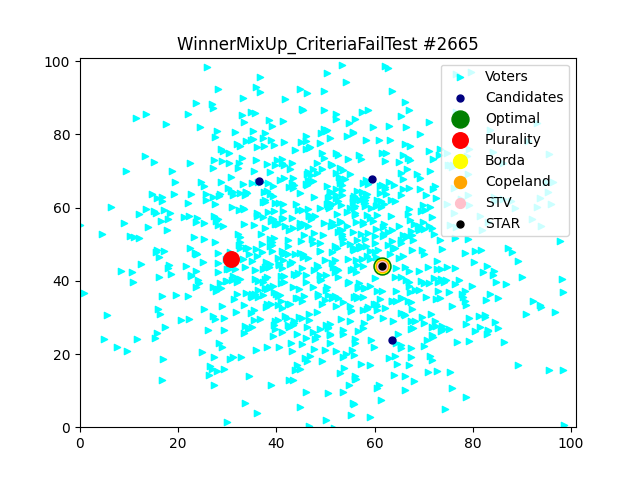 WinnerMixUp_CriteriaFailTest #2665
100
80
60
40
20
0
0
20
40
60
80
100
Voters
Candidates
Optimal
Plurality
Borda
Copeland
STV
STAR